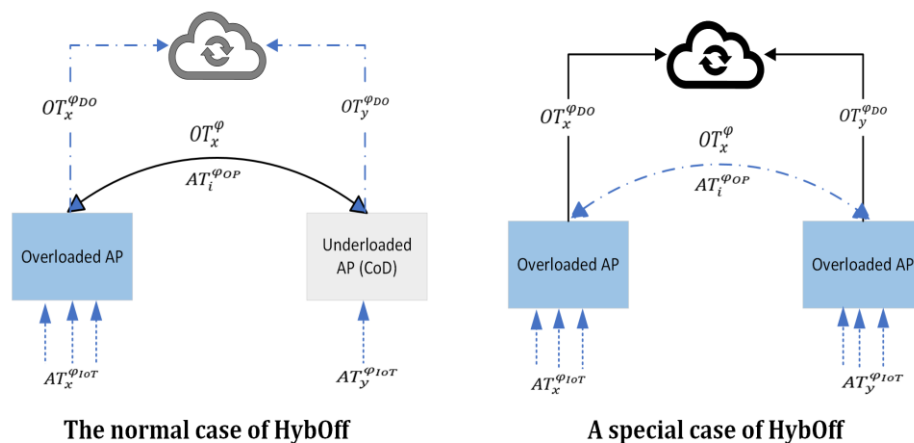 OT_x^{φ_{DO}}
OT_y^{φ_{DO}}
OT_x^φ
AT_i^{φ_{OP}}
Overloaded AP
Underloaded
AP (CoD)
AT_x^{φ_{IoT}}
AT_y^{φ_{IoT}}
The normal case of HybOff
OT_x^{φ_{DO}}
OT_y^{φ_{DO}}
OT_x^φ
AT_i^{φ_{OP}}
Overloaded AP
Overloaded AP
AT_x^{φ_{IoT}}
AT_y^{φ_{IoT}}
A special case of HybOff